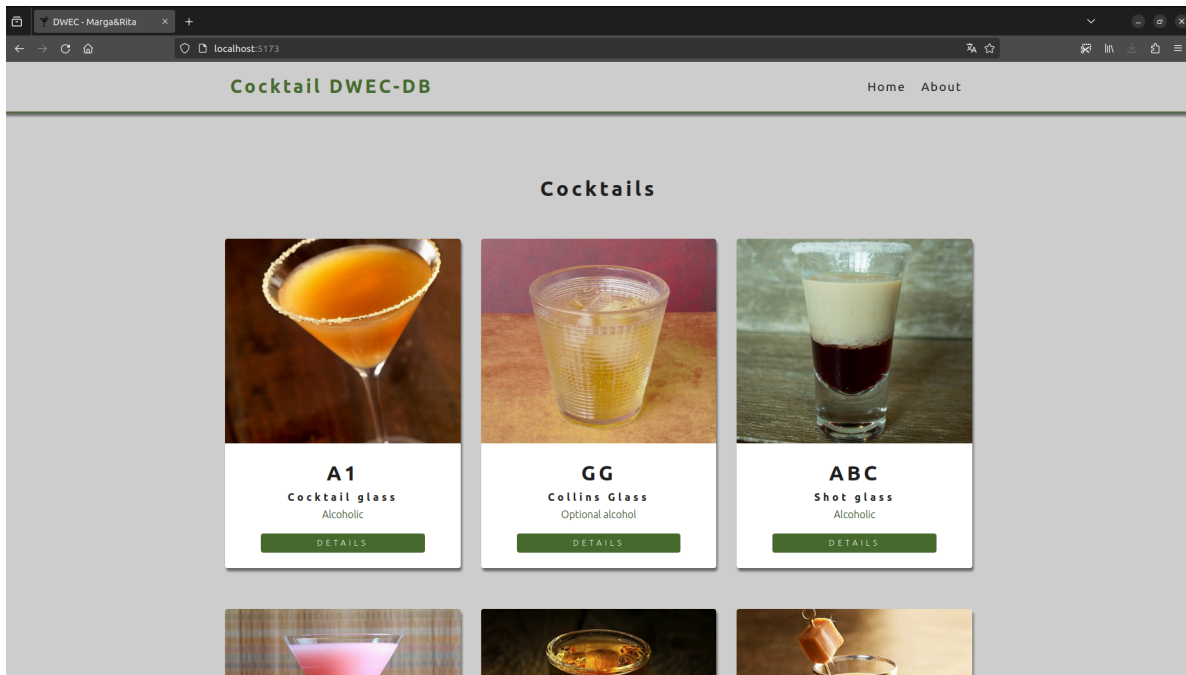 DWEC - Marga&Rita
localhost:5173
Cocktail DWEC-DB
Home About
Cocktails
A1
Cocktail glass
Alcoholic
DETAILS
GG
Collins Glass
Optional alcohol
DETAILS
ABC
Shot glass
Alcoholic
DETAILS